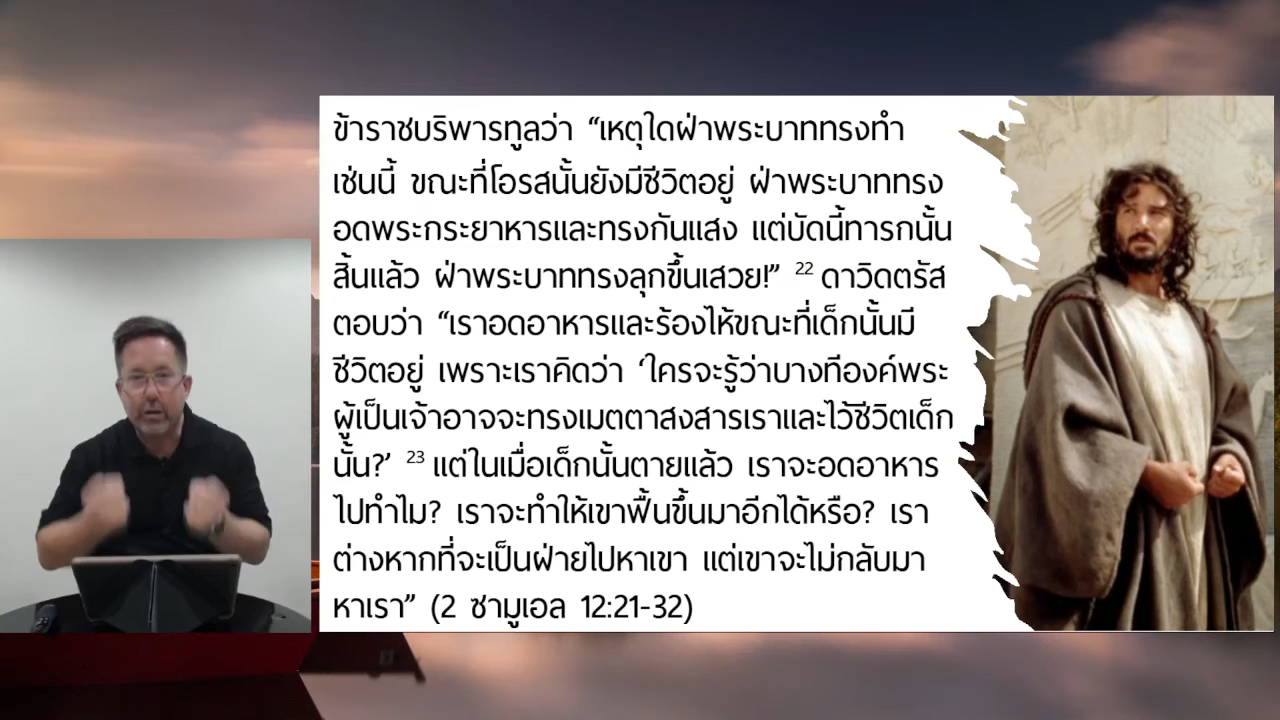 ข้าราชบริพารทูลว่า “เหตุใดฝ่าพระบาททรงทำ
เช่นนี้ ขณะที่โอรสนั้นยังมีชีวิตอยู่ ฝ่าพระบาททรง
อดพระกระยาหารและทรงกันแสง แต่บัดนี้ทารกนั้น
สิ้นแล้ว ฝ่าพระบาททรงลุกขึ้นเสวย!” 22 ดาวิดตรัส
ตอบว่า “เราอดอาหารและร้องไห้ขณะที่เด็กนั้นมี
ชีวิตอยู่ เพราะเราคิดว่า ‘ใครจะรู้ว่าบางทีองค์พระ
ผู้เป็นเจ้าอาจจะทรงเมตตาสงสารเราและไว้ชีวิตเด็ก
นั้น?’ 23 แต่ในเมื่อเด็กนั้นตายแล้ว เราจะอดอาหาร
ไปทำไม? เราจะทำให้เขาฟื้นขึ้นมาอีกได้หรือ? เรา
ต่างหากที่จะเป็นฝ่ายไปหาเขา แต่เขาจะไม่กลับมา
หาเรา” (2 ซามูเอล 12:21-32)